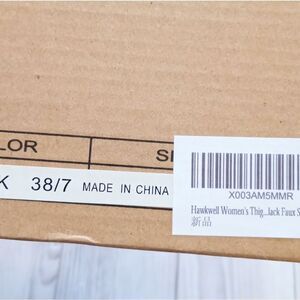 LOR SI
K 38/7 MADE IN CHINA
X003AM5MMR
Hawkwell Women's Thig...lack Faux S
新品